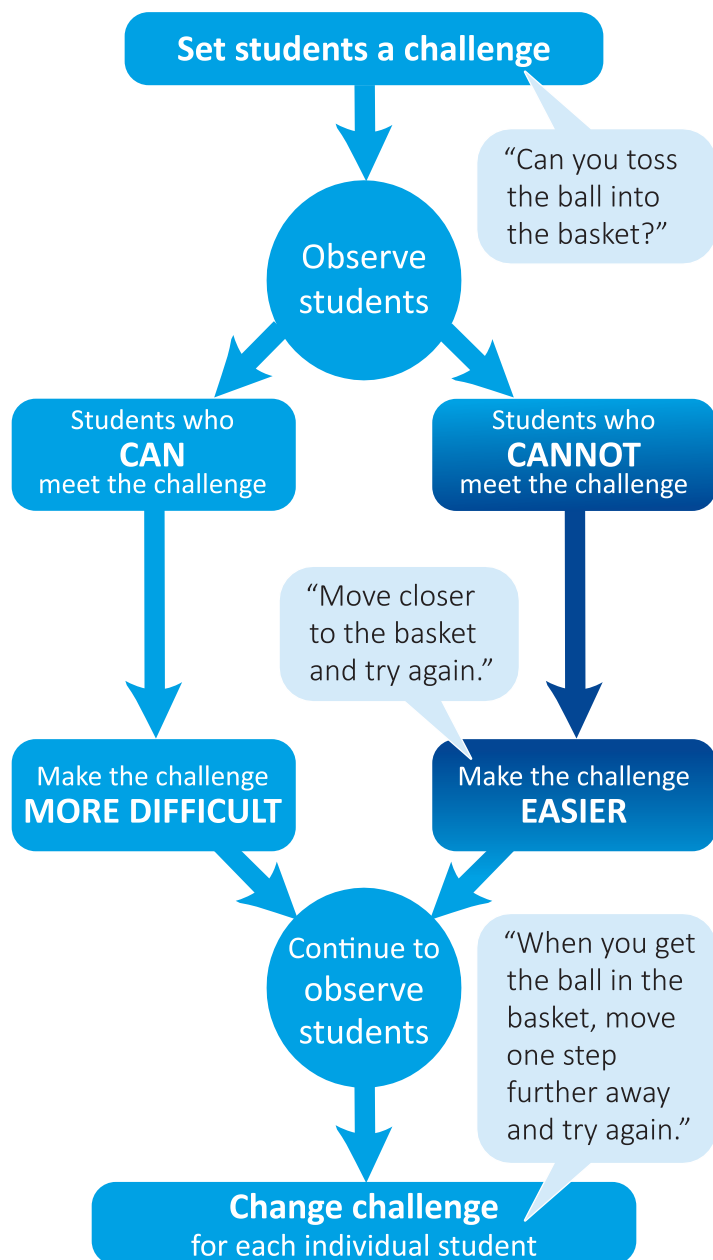 Set students a challenge
“Can you toss
the ball into
the basket?”
Observe
students
Students who
CAN
meet the challenge
Students who
CANNOT
meet the challenge
“Move closer
to the basket
and try again.”
Make the challenge
MORE DIFFICULT
Make the challenge
EASIER
Continue to
observe
students
“When you get
the ball in the
basket, move
one step
further away
and try again.”
Change challenge
for each individual student